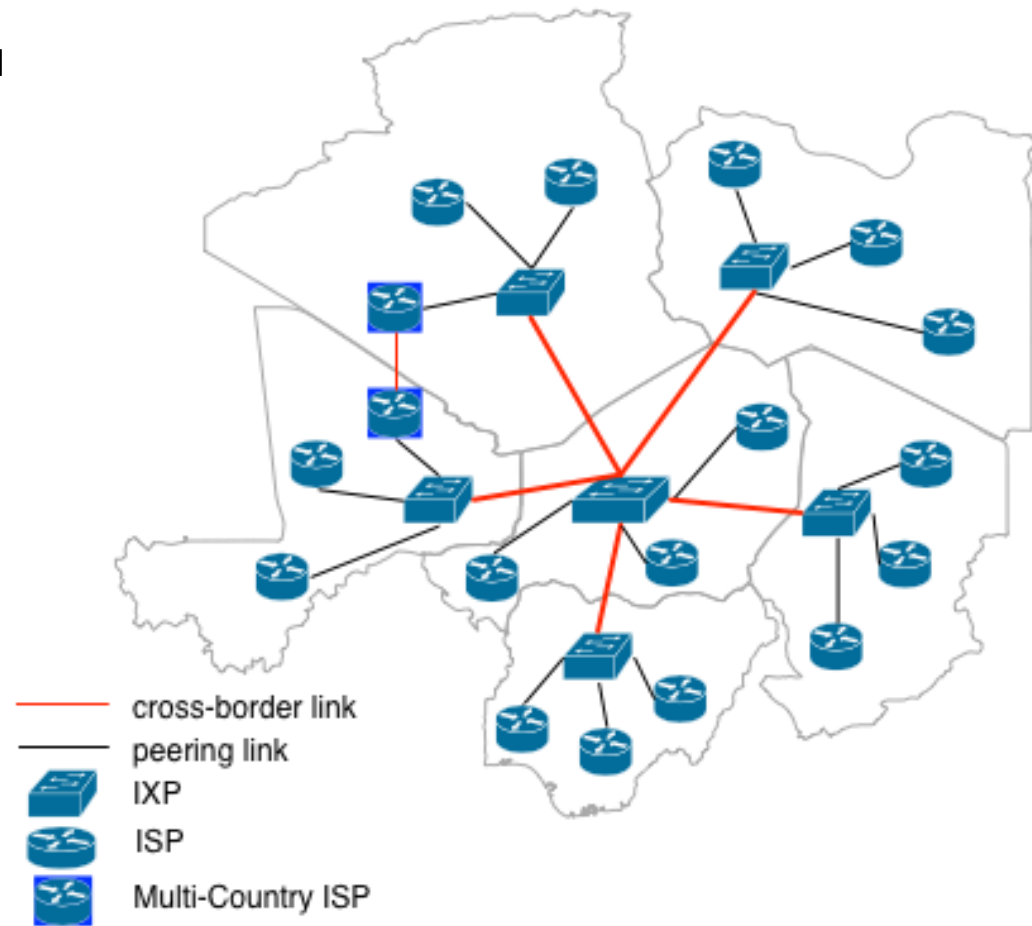 cross-border link
peering link
IXP
ISP
Multi-Country ISP